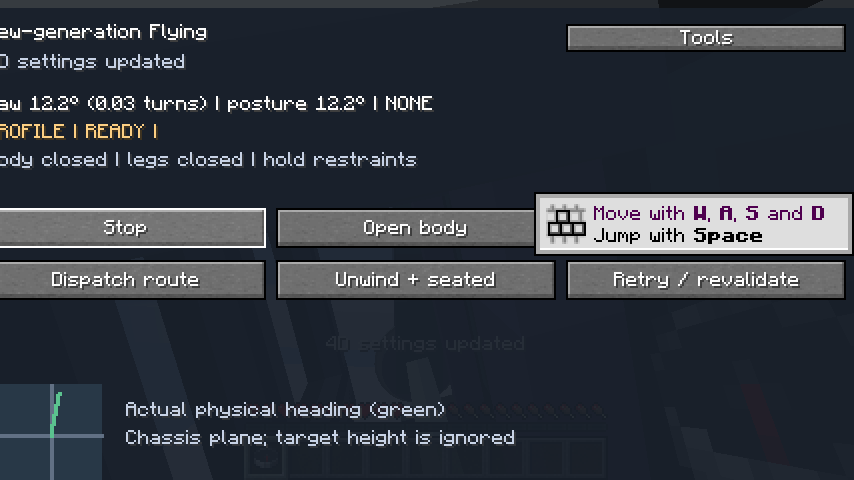 ew-generation Flying
Tools
D settings updated
aw 12.2° (0.03 turns) | posture 12.2° | NONE
ROFILE | READY |
ody closed | legs closed | hold restraints
Stop
Open body
Move with W, A, S and D
Jump with Space
Dispatch route
Unwind + seated
Retry / revalidate
4D settings updated
Actual physical heading (green)
Chassis plane; target height is ignored